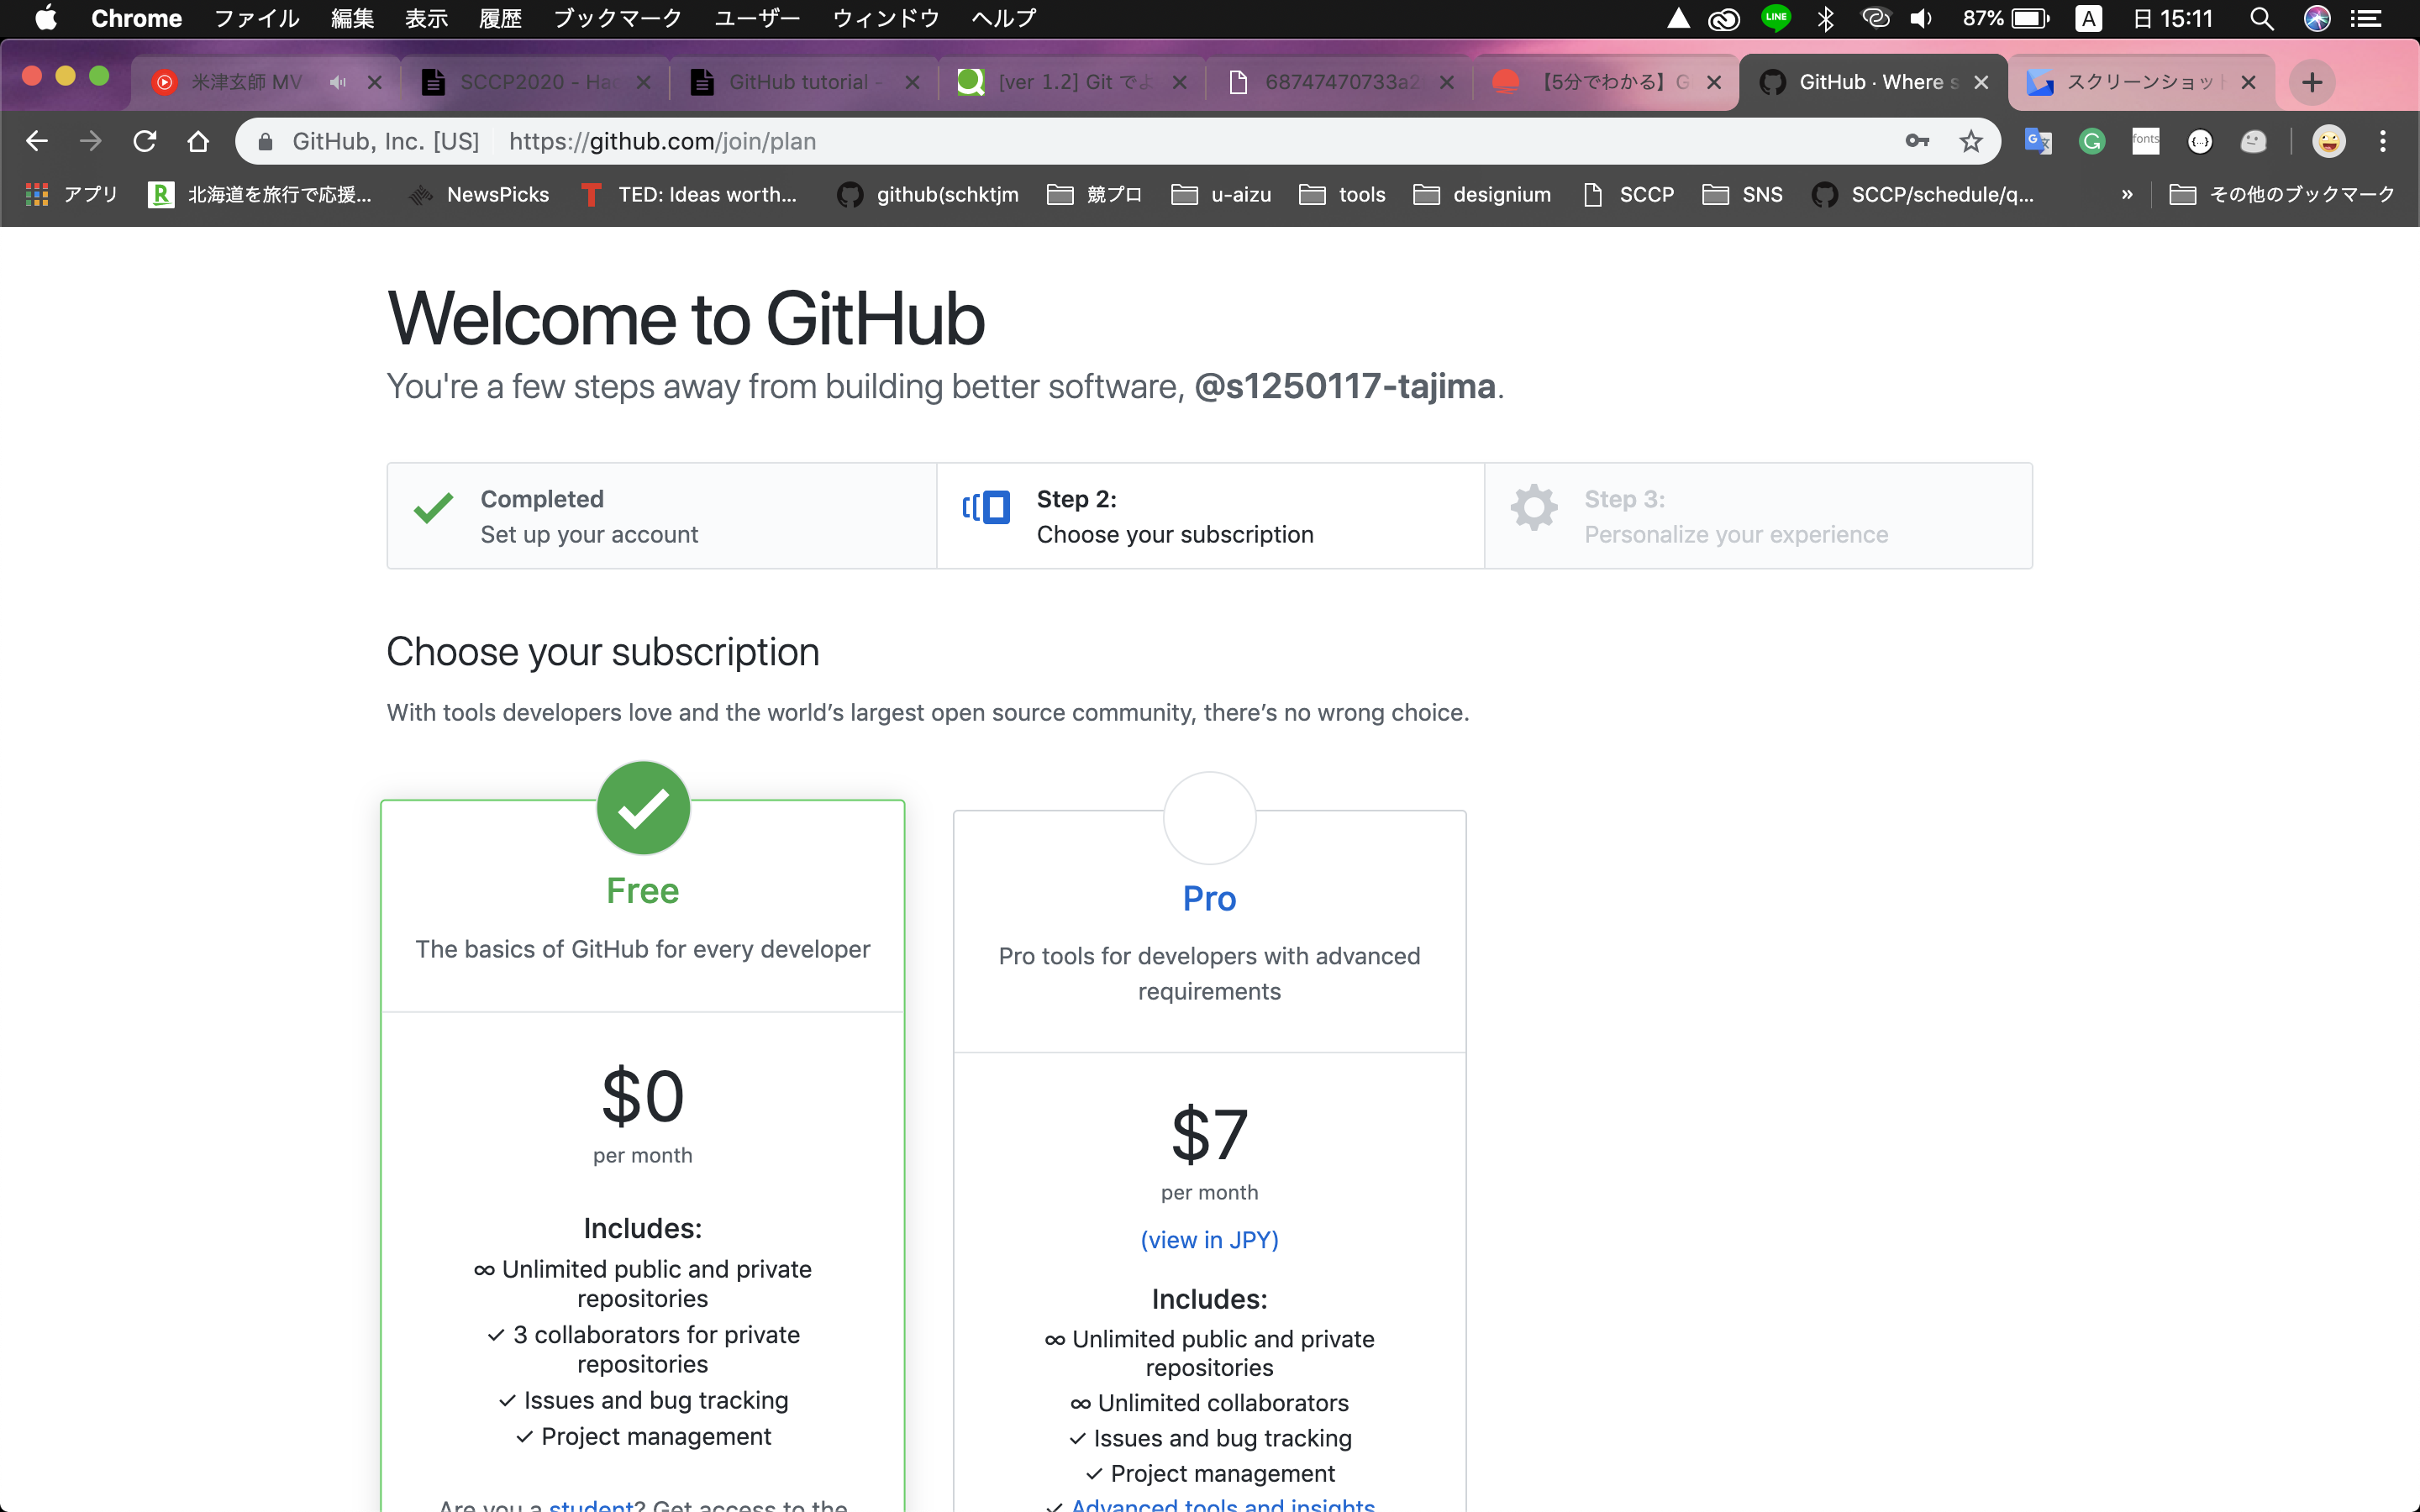 Chrome ファイル 編集 表示 履歴 ブックマーク ユーザー ウィンドウ ヘルプ LINE 87% A 日 15:11
米津玄師 MV SCCP2020 - Hac GitHub tutorial - [ver 1.2] Git でよ 68747470733a2 【5分でわかる】G GitHub · Where s スクリーンショット
GitHub, Inc. [US] https://github.com/join/plan fonts
アプリ 北海道を旅行で応援... NewsPicks TED: Ideas worth... github(schktjm 競プロ u-aizu tools designium SCCP SNS SCCP/schedule/q... » その他のブックマーク
Welcome to GitHub
You're a few steps away from building better software, @s1250117-tajima.
Completed
Set up your account
Step 2:
Choose your subscription
Step 3:
Personalize your experience
Choose your subscription
With tools developers love and the world’s largest open source community, there’s no wrong choice.
Free
The basics of GitHub for every developer
$0
per month
Includes:
∞ Unlimited public and private
repositories
✓ 3 collaborators for private
repositories
✓ Issues and bug tracking
✓ Project management
Are you a student? Get access to the
Pro
Pro tools for developers with advanced
requirements
$7
per month
(view in JPY)
Includes:
∞ Unlimited public and private
repositories
∞ Unlimited collaborators
✓ Issues and bug tracking
✓ Project management
✓ Advanced tools and insights